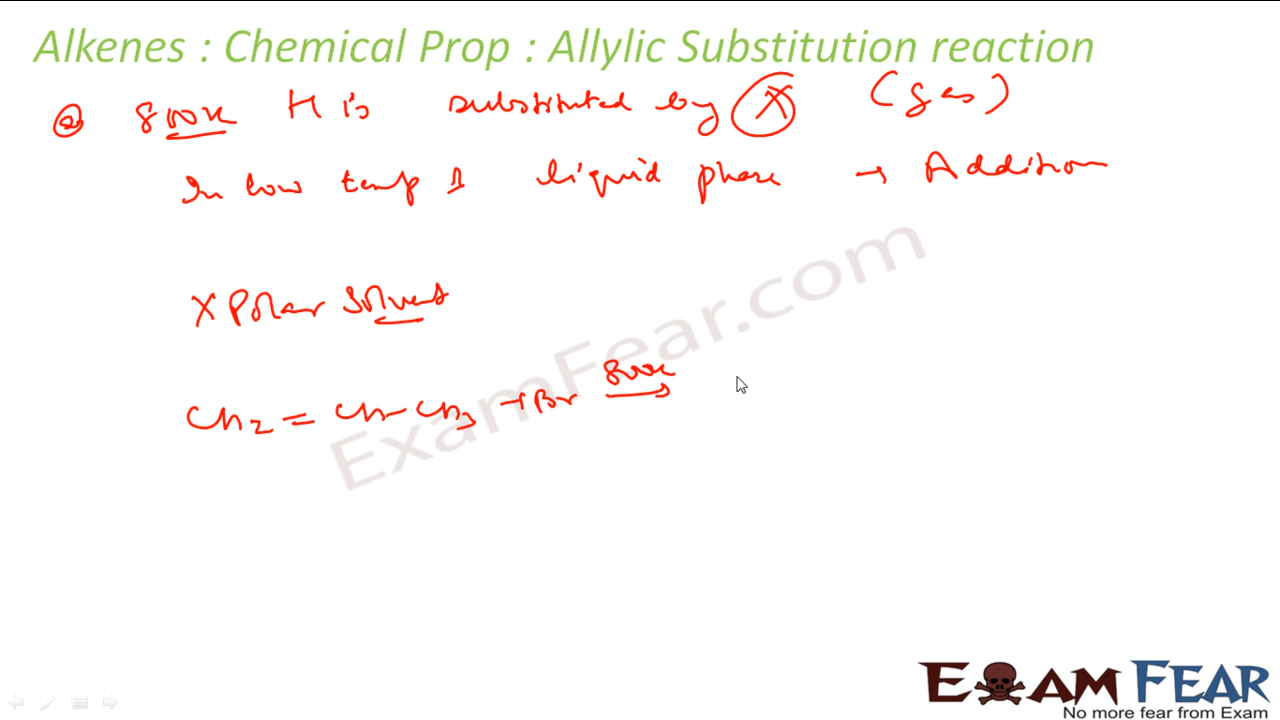 Alkenes : Chemical Prop : Allylic Substitution reaction
@ 800K H is substituted by X (gas)
In low temp & liquid phase → Addition
X Polar Solvent
CH2 = CH - CH3 + Br 800K →
ExamFear.com
EXAM FEAR
No more fear from Exam